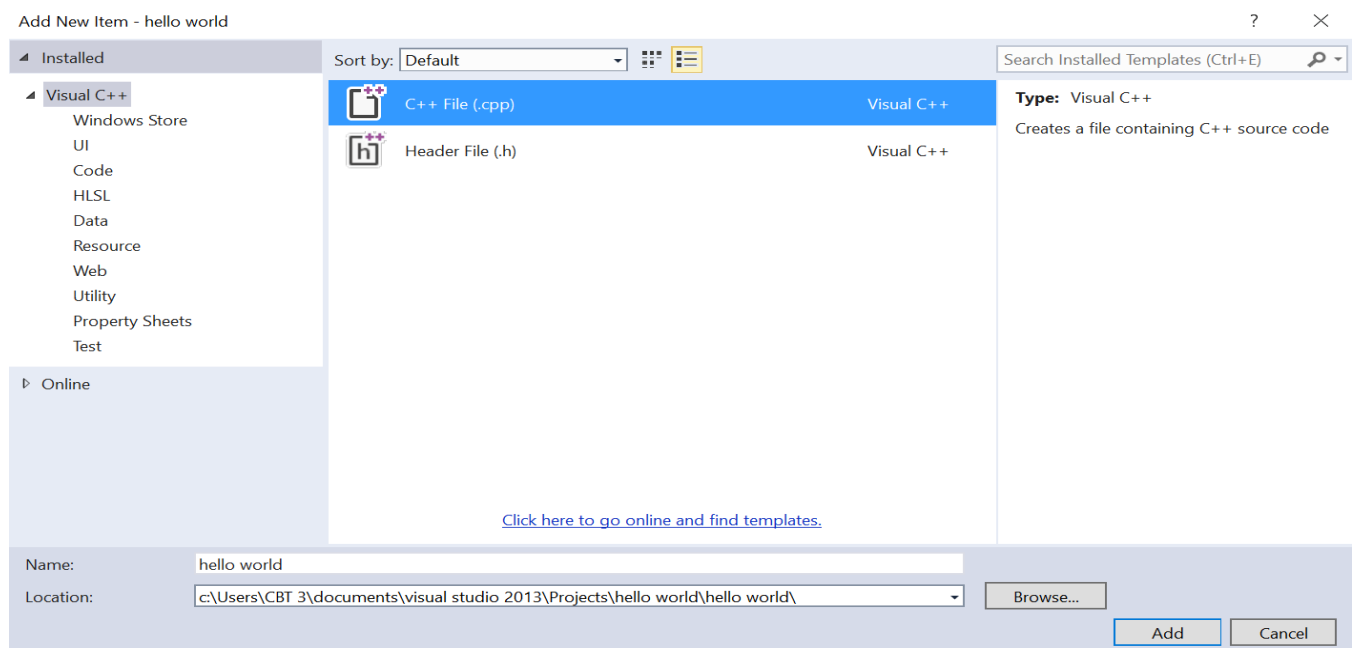 Add New Item - hello world
?
Installed
Sort by: Default
Search Installed Templates (Ctrl+E)
Visual C++
Windows Store
UI
Code
HLSL
Data
Resource
Web
Utility
Property Sheets
Test
Online
C++ File (.cpp) Visual C++
Header File (.h) Visual C++
Click here to go online and find templates.
Type: Visual C++
Creates a file containing C++ source code
Name: hello world
Location: c:\Users\CBT 3\documents\visual studio 2013\Projects\hello world\hello world\
Browse...
Add Cancel